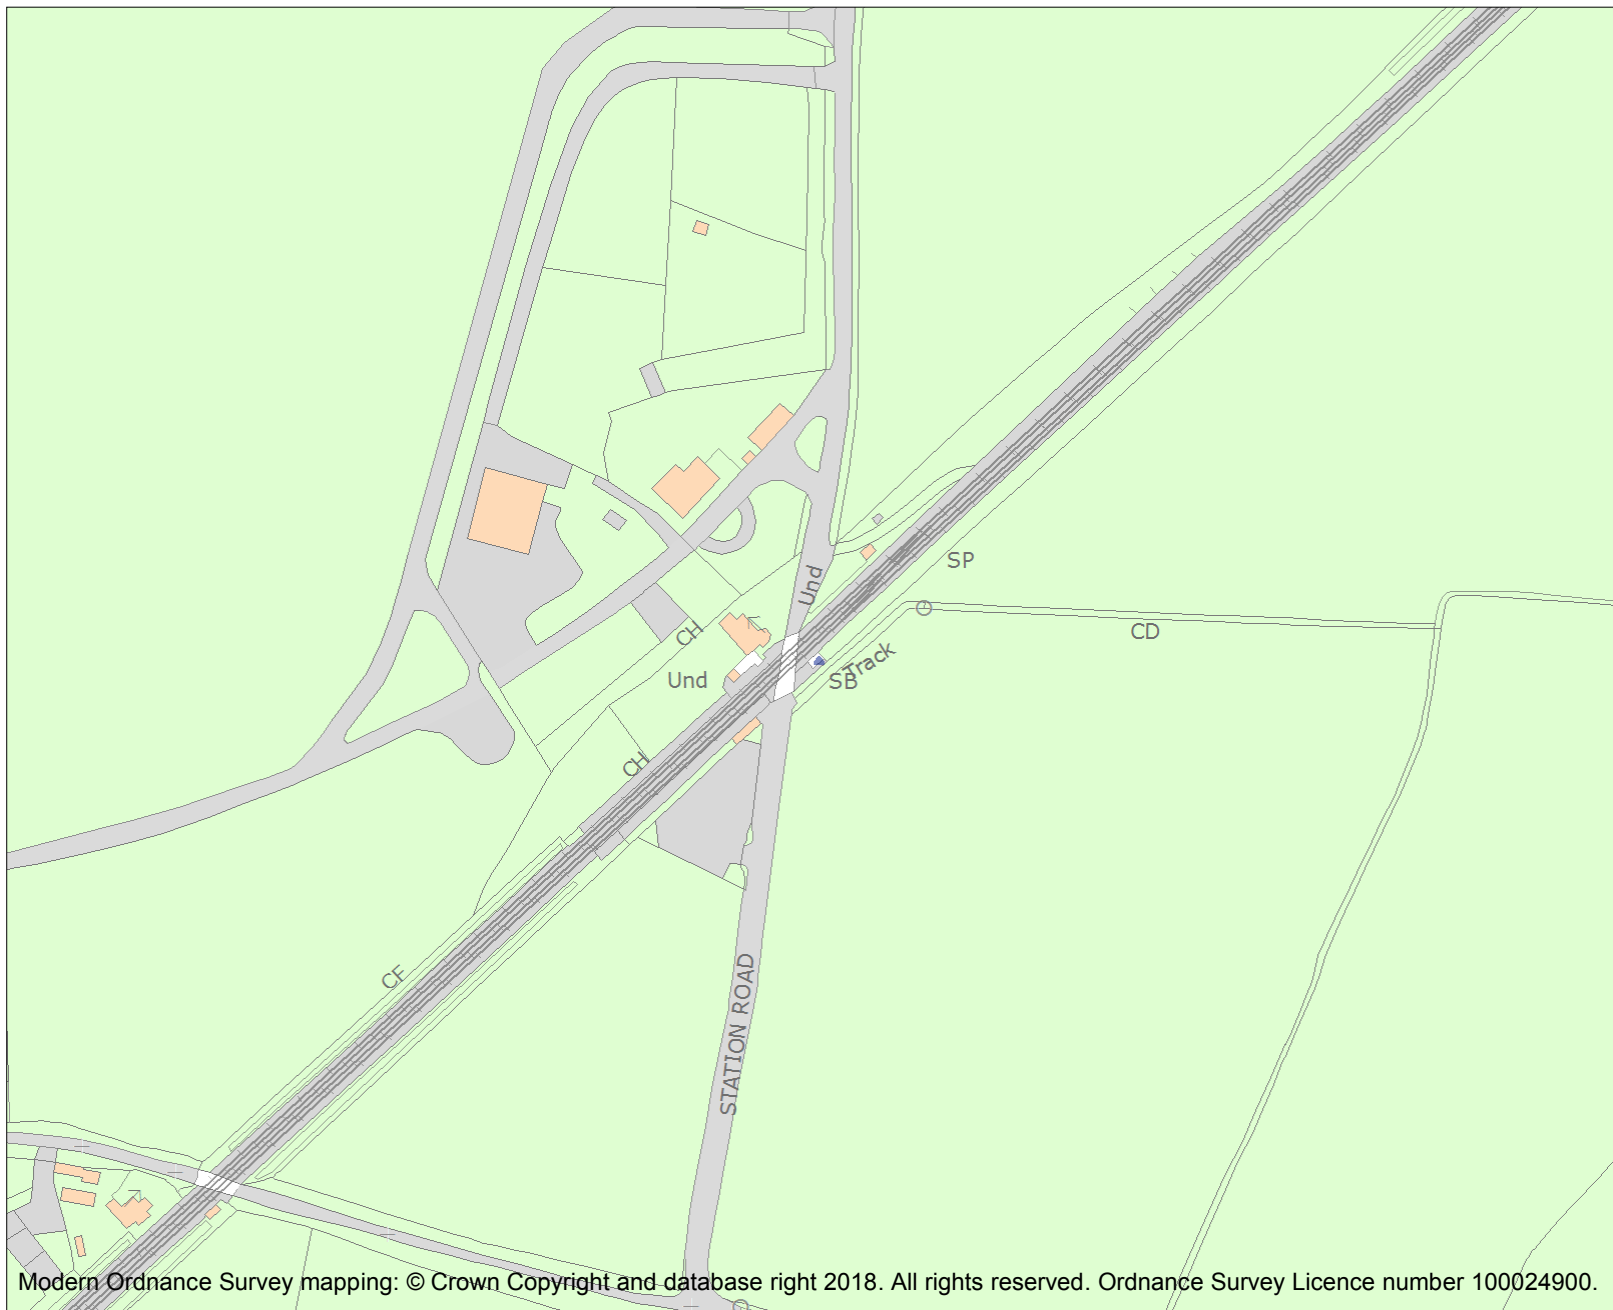 Und
SP
CD
CH
Track
Und
SB
CH
CF
STATION ROAD
Modern Ordnance Survey mapping: © Crown Copyright and database right 2018. All rights reserved. Ordnance Survey Licence number 100024900.